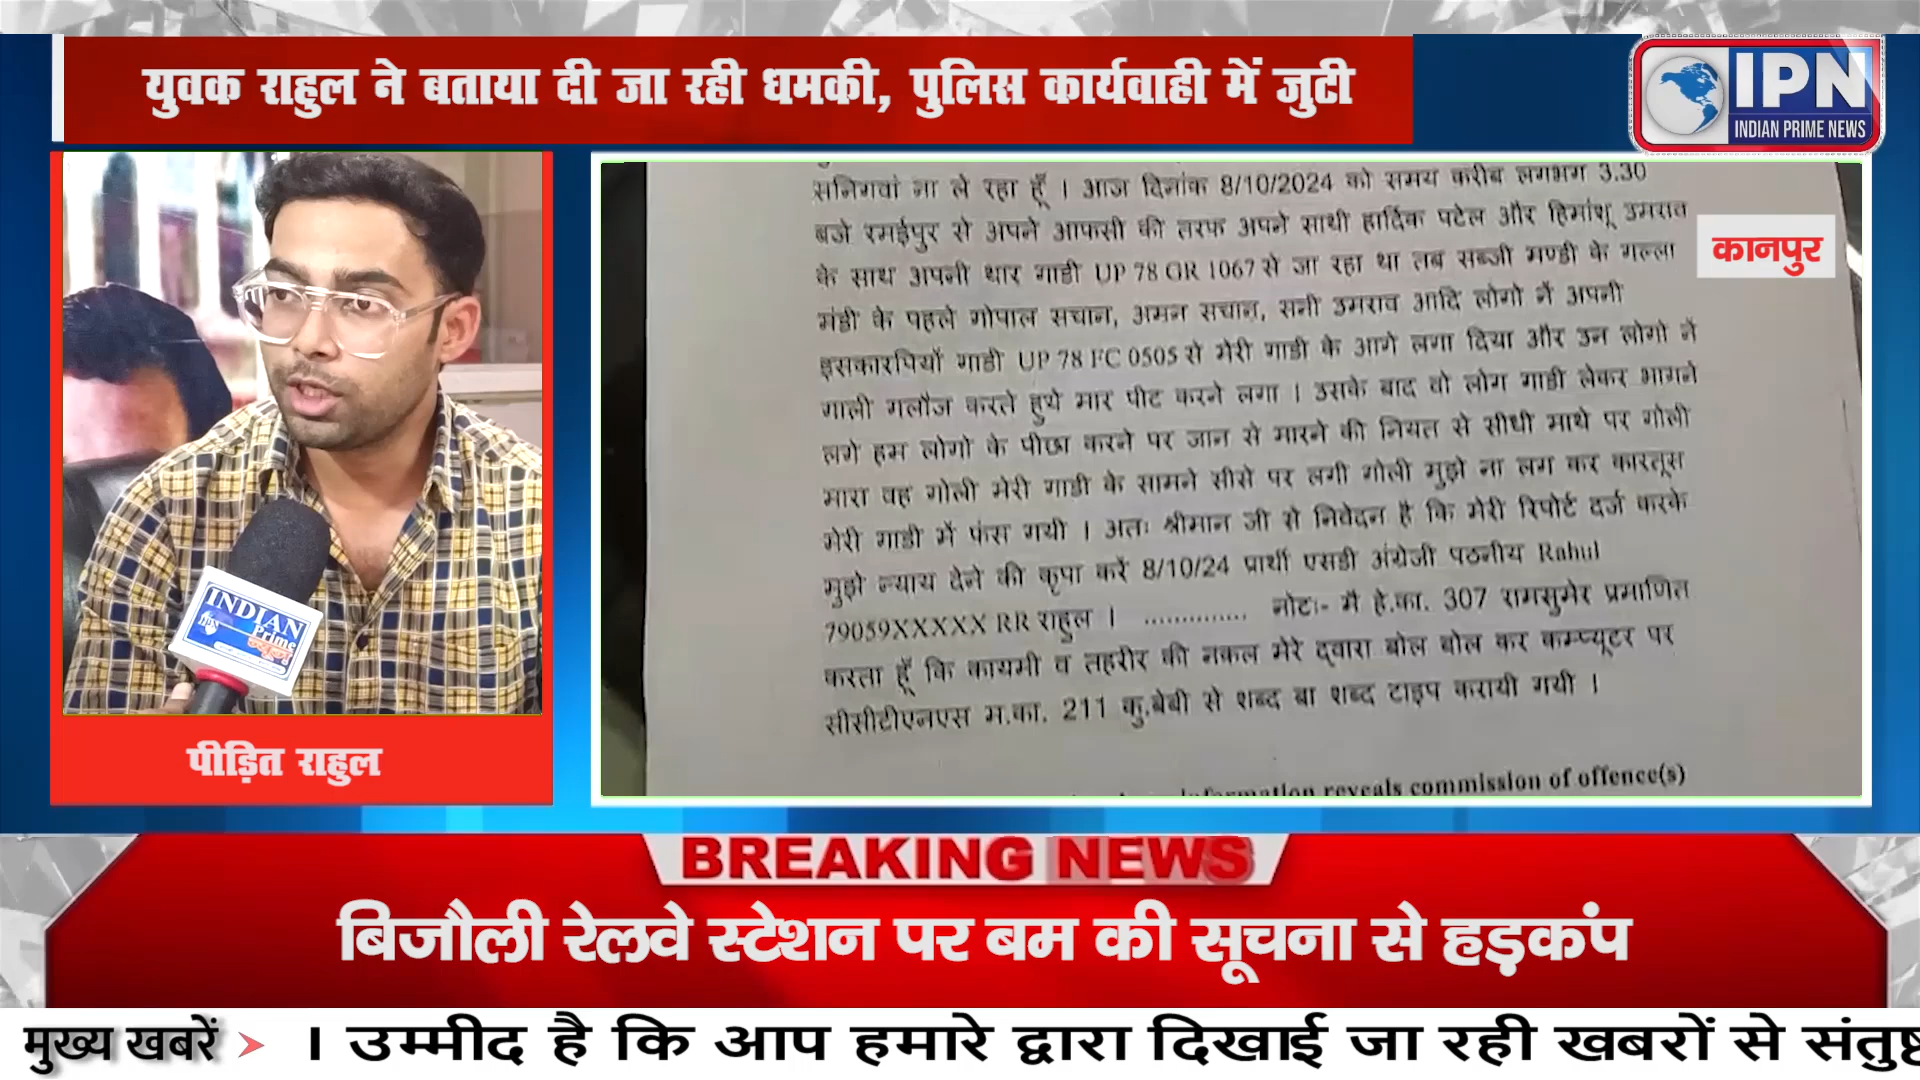 युवक राहुल ने बताया दी जा रही धमकी, पुलिस कार्यवाही में जुटी
IPN
INDIAN PRIME NEWS
सनिगवां ना ले रहा हूँ । आज दिनांक 8/10/2024 को समय करीब लगभग 3.30
बजे रमईपुर से अपने आफसी की तरफ अपने साथी हार्दिक पटेल और हिमांशू उमराव
के साथ अपनी थार गाडी UP 78 GR 1067 से जा रहा था तब सब्जी मण्डी के गल्ला
मंडी के पहले गोपाल सचान, अमन सचान, सनी उमराव आदि लोगो नें अपनी
इसकारपियों गाडी UP 78 FC 0505 से मेरी गाडी के आगे लगा दिया और उन लोगो नें
गाली गलौज करते हुये मार पीट करने लगा । उसके बाद वो लोग गाडी लेकर भागने
लगे हम लोगो के पीछा करने पर जान से मारने की नियत से सीधी माथे पर गोली
मारा वह गोली मेरी गाडी के सामने सीसे पर लगी गोली मुझे ना लग कर कारतूस
मेरी गाडी में फंस गयी । अतः श्रीमान जी से निवेदन है कि मेरी रिपोर्ट दर्ज करके
मुझे न्याय देने की कृपा करें 8/10/24 प्रार्थी एसडी अंग्रेजी पठनीय Rahul
79059XXXXX RR राहुल । .............. नोटः- मै हे.का. 307 रामसुमेर प्रमाणित
करता हूँ कि कायमी व तहरीर की नकल मेरे द्वारा बोल बोल कर कम्प्यूटर पर
सीसीटीएनएस म.का. 211 कु.बेबी से शब्द बा शब्द टाइप करायी गयी ।
information reveals commission of offence(s)
कानपुर
INDIAN
Prime
न्यूज़
पीड़ित राहुल
BREAKING NEWS
बिजौली रेलवे स्टेशन पर बम की सूचना से हड़कंप
मुख्य खबरें
। उम्मीद है कि आप हमारे द्वारा दिखाई जा रही खबरों से संतुष्ट